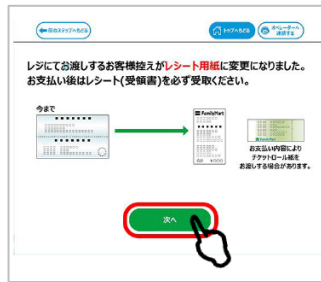 前のステップへもどる
トップへもどる
オペレーターへ
連絡する
レジにてお渡しするお客様控えがレシート用紙に変更になりました。
お支払い後はレシート(受領書)を必ず受取ください。
今まで
FamilyMart
お支払い内容により
チケットロール紙を
お渡しする場合があります。
次へ